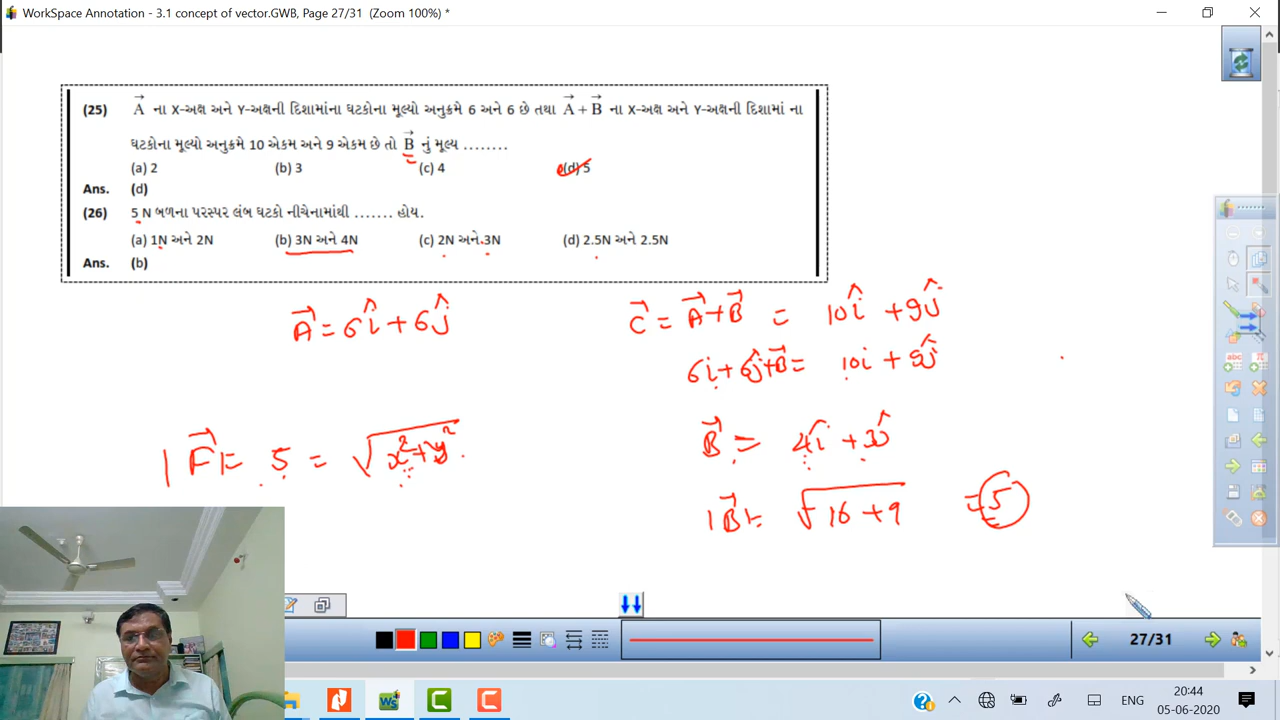 WorkSpace Annotation - 3.1 concept of vector.GWB, Page 27/31 (Zoom 100%) *
(25) A⃗ ના X-અક્ષ અને Y-અક્ષની દિશામાંના ઘટકોના મૂલ્યો અનુક્રમે 6 અને 6 છે તથા A⃗ + B⃗ ના X-અક્ષ અને Y-અક્ષની દિશામાં ના
ઘટકોના મૂલ્યો અનુક્રમે 10 એકમ અને 9 એકમ છે તો B⃗ નું મૂલ્ય ........
(a) 2 (b) 3 (c) 4 (d) 5
Ans. (d)
(26) 5 N બળના પરસ્પર લંબ ઘટકો નીચેનામાંથી ....... હોય.
(a) 1N અને 2N (b) 3N અને 4N (c) 2N અને 3N (d) 2.5N અને 2.5N
Ans. (b)
A⃗ = 6î + 6ĵ
C⃗ = A⃗ + B⃗ = 10î + 9ĵ
6i + 6ĵ + B⃗ = 10i + 9ĵ
B⃗ = 4î + 3ĵ
|F⃗| = 5 = √x² + y²
|B⃗| = √16 + 9 = 5
abc
π
27/31
WS
C
C
ENG
20:44
05-06-2020